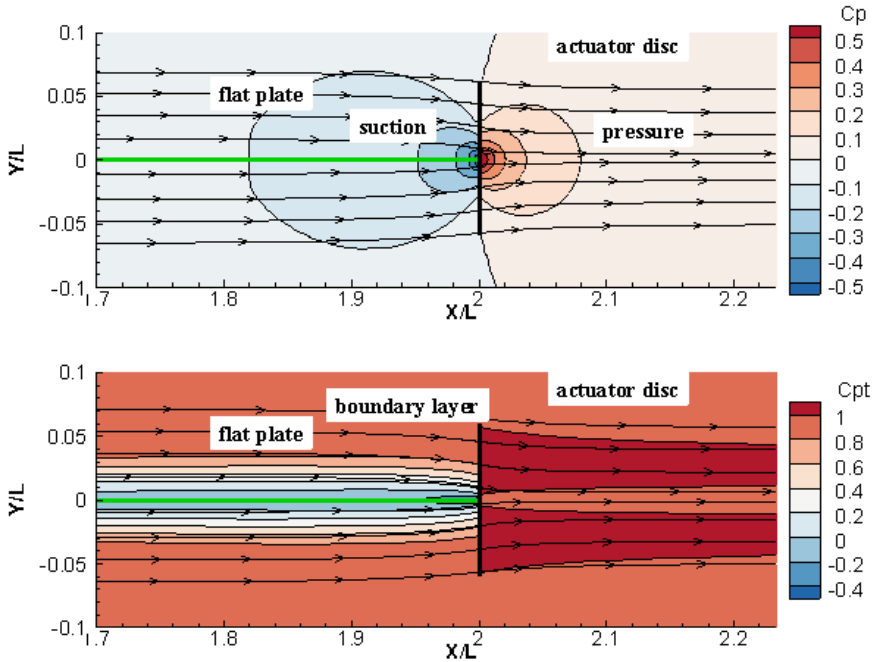 Cp
0.1
actuator disc
0.5
0.4
0.05
flat plate
0.3
0.2
suction
pressure
0.1
Y/L
0
0
-0.1
-0.05
-0.2
-0.3
-0.4
-0.1
-0.5
1.7 1.8 1.9 2 2.1 2.2
X/L
0.1
Cpt
boundary layer
actuator disc
1
0.05
flat plate
0.8
0.6
Y/L
0
0.4
0.2
0
-0.05
-0.2
-0.4
-0.1
1.7 1.8 1.9 2 2.1 2.2
X/L